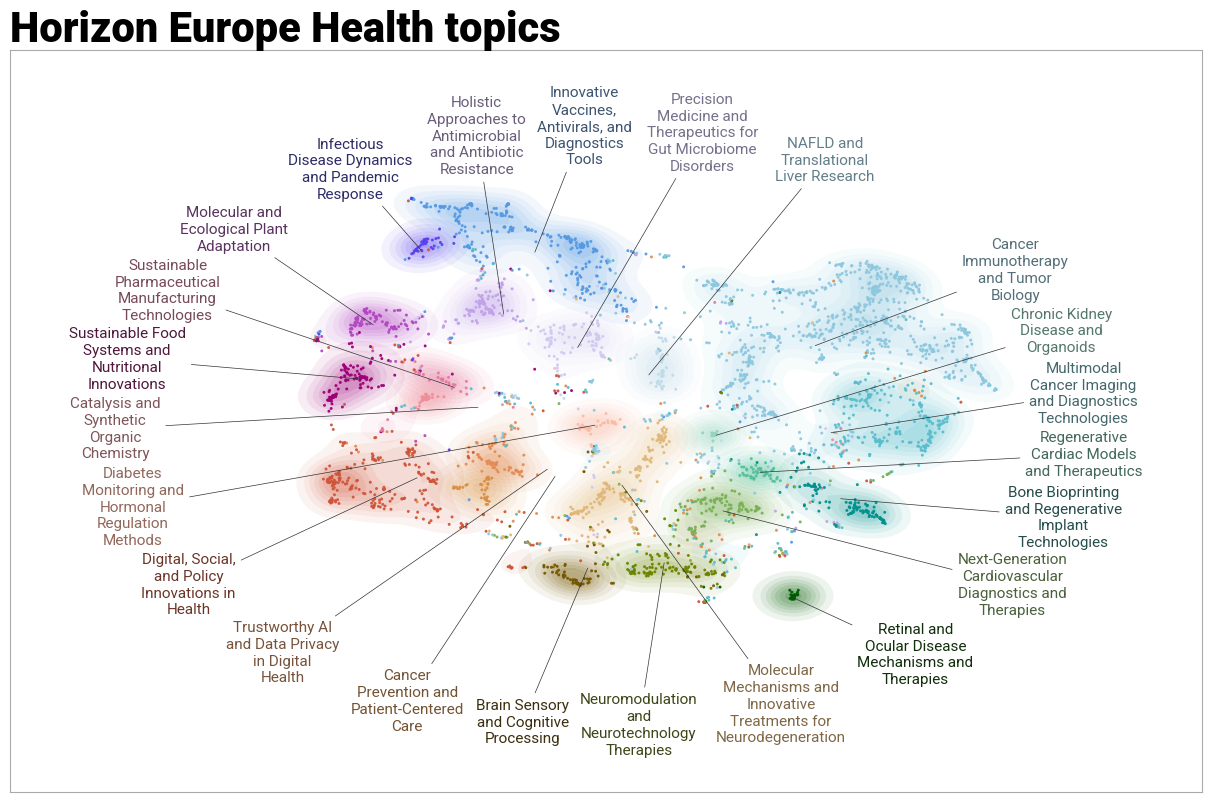 Horizon Europe Health topics
Holistic
Approaches to
Antimicrobial
and Antibiotic
Resistance
Innovative
Vaccines,
Antivirals, and
Diagnostics
Tools
Precision
Medicine and
Therapeutics for
Gut Microbiome
Disorders
NAFLD and
Translational
Liver Research
Infectious
Disease Dynamics
and Pandemic
Response
Molecular and
Ecological Plant
Adaptation
Sustainable
Pharmaceutical
Manufacturing
Technologies
Sustainable Food
Systems and
Nutritional
Innovations
Catalysis and
Synthetic
Organic
Chemistry
Diabetes
Monitoring and
Hormonal
Regulation
Methods
Digital, Social,
and Policy
Innovations in
Health
Trustworthy AI
and Data Privacy
in Digital
Health
Cancer
Prevention and
Patient-Centered
Care
Brain Sensory
and Cognitive
Processing
Neuromodulation
and
Neurotechnology
Therapies
Molecular
Mechanisms and
Innovative
Treatments for
Neurodegeneration
Retinal and
Ocular Disease
Mechanisms and
Therapies
Next-Generation
Cardiovascular
Diagnostics and
Therapies
Bone Bioprinting
and Regenerative
Implant
Technologies
Regenerative
Cardiac Models
and Therapeutics
Multimodal
Cancer Imaging
and Diagnostics
Technologies
Chronic Kidney
Disease and
Organoids
Cancer
Immunotherapy
and Tumor
Biology